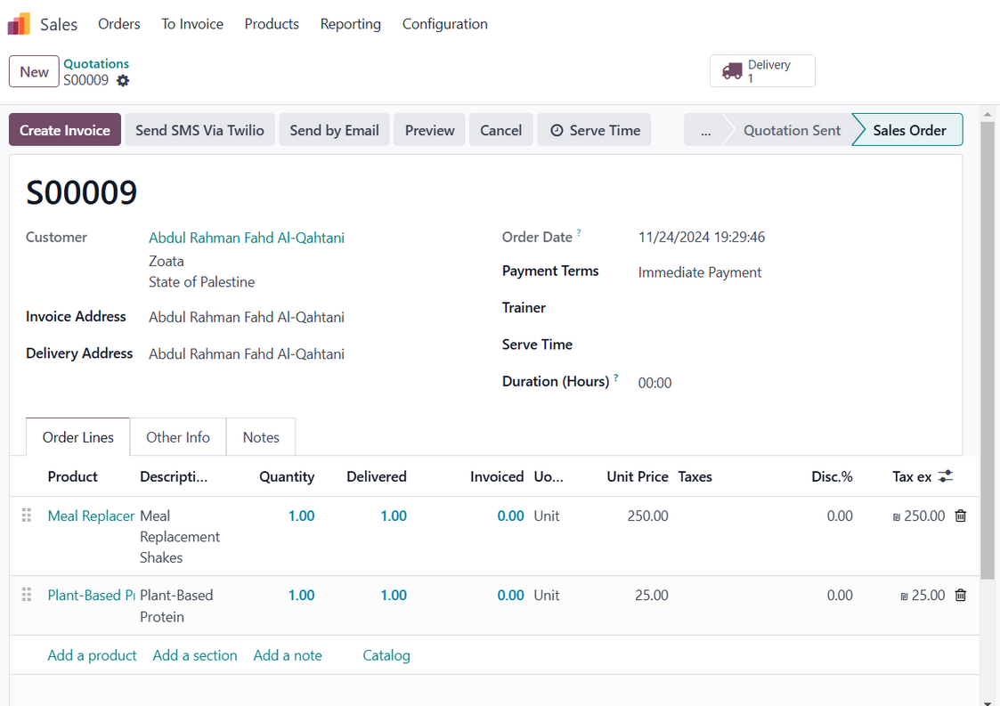 Sales Orders To Invoice Products Reporting Configuration
New Quotations
S00009
Delivery
1
Create Invoice Send SMS Via Twilio Send by Email Preview Cancel Serve Time ... Quotation Sent Sales Order
S00009
Customer Abdul Rahman Fahd Al-Qahtani
Zoata
State of Palestine
Invoice Address Abdul Rahman Fahd Al-Qahtani
Delivery Address Abdul Rahman Fahd Al-Qahtani
Order Date ? 11/24/2024 19:29:46
Payment Terms Immediate Payment
Trainer
Serve Time
Duration (Hours) ? 00:00
Order Lines Other Info Notes
Product Descripti... Quantity Delivered Invoiced Uo... Unit Price Taxes Disc.% Tax ex
Meal Replacer Meal 1.00 1.00 0.00 Unit 250.00 0.00 ₪ 250.00
Replacement
Shakes
Plant-Based Pr Plant-Based 1.00 1.00 0.00 Unit 25.00 0.00 ₪ 25.00
Protein
Add a product Add a section Add a note Catalog